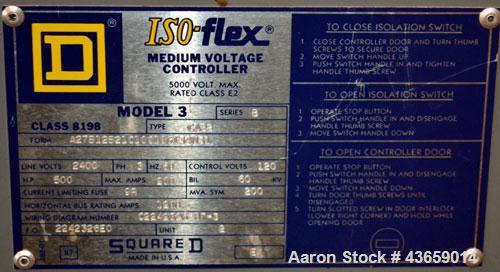 D
ISO-flex®
MEDIUM VOLTAGE
CONTROLLER
5000 VOLT. MAX.
RATED CLASS E2
MODEL 3
SERIES B
CLASS 8198
TYPE
FORM
LINE VOLTS 2400 PH HZ CONTROL VOLTS 120
H.P. 500 MAX. AMPS. BIL 60 KV
CURRENT LIMITING FUSE 9R MVA. SYM. 200
HORIZONTAL BUS RATED AMPS
WIRING DIAGRAM NUMBER
F.O. UNIT
SQUARE D
MADE IN U.S.A.
TO CLOSE ISOLATION SWITCH
1 CLOSE CONTROLLER DOOR AND TURN THUMB
SCREWS TO SECURE DOOR
2 MOVE SWITCH HANDLE UP
3 PUSH SWITCH HANDLE IN AND TIGHTEN
HANDLE THUMB SCREW
TO OPEN ISOLATION SWITCH
1 OPERATE STOP BUTTON
2 PUSH SWITCH HANDLE IN AND DISENGAGE
HANDLE THUMB SCREW
3 MOVE SWITCH HANDLE DOWN
TO OPEN CONTROLLER DOOR
1 OPERATE STOP BUTTON
2 PUSH SWITCH HANDLE IN AND DISENGAGE
HANDLE THUMB SCREW
3 MOVE SWITCH HANDLE DOWN
4 TURN DOOR THUMB SCREWS UNTIL
DISENGAGED
5 TURN SLOTTED SCREW IN DOOR INTERLOCK
(LOWER RIGHT CORNER) AND HOLD WHILE
OPENING DOOR
Aaron Stock # 43659014